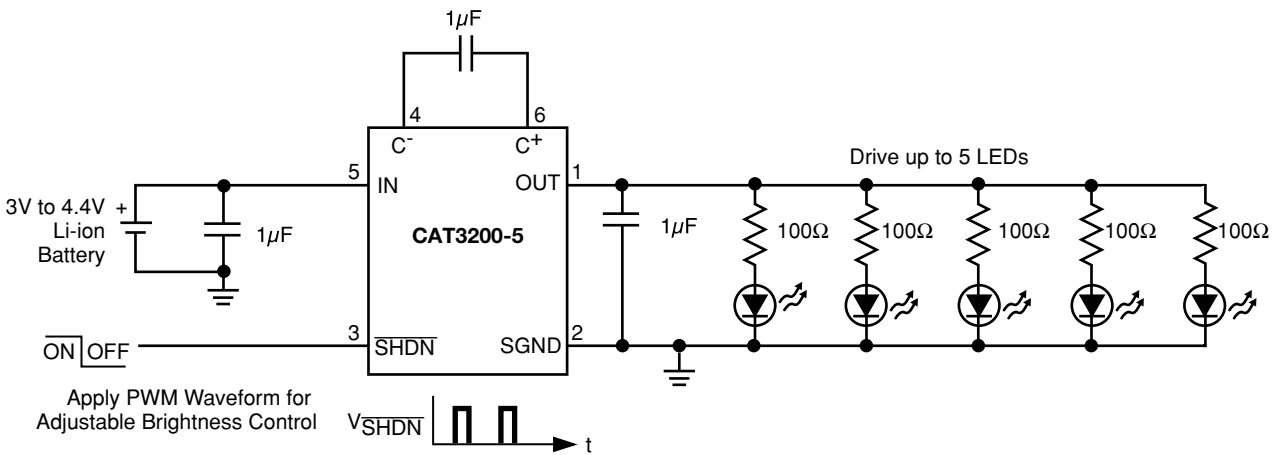 1µF
4
6
C-
C+
Drive up to 5 LEDs
5
IN
OUT
1
3V to 4.4V
Li-ion
Battery
+
1µF
CAT3200-5
1µF
100Ω
100Ω
100Ω
100Ω
100Ω
ON OFF
3
SHDN
SGND
2
Apply PWM Waveform for
Adjustable Brightness Control
VSHDN
t